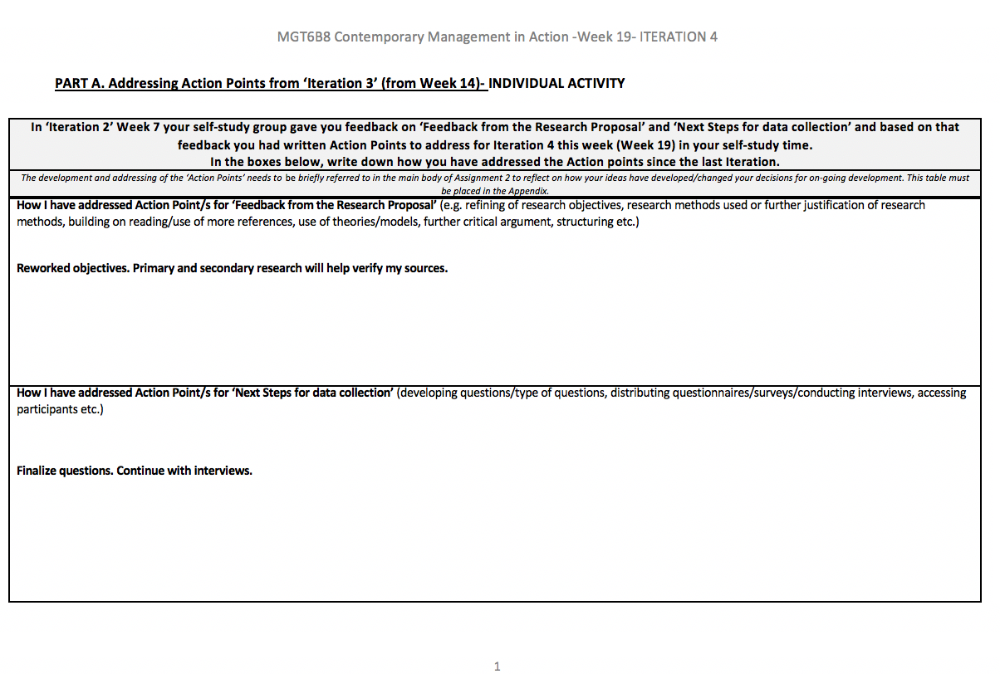 MGT6B8 Contemporary Management in Action -Week 19- ITERATION 4
PART A. Addressing Action Points from ‘Iteration 3’ (from Week 14)- INDIVIDUAL ACTIVITY
In ‘Iteration 2’ Week 7 your self-study group gave you feedback on ‘Feedback from the Research Proposal’ and ‘Next Steps for data collection’ and based on that
feedback you had written Action Points to address for Iteration 4 this week (Week 19) in your self-study time.
In the boxes below, write down how you have addressed the Action points since the last Iteration.
The development and addressing of the ‘Action Points’ needs to be briefly referred to in the main body of Assignment 2 to reflect on how your ideas have developed/changed your decisions for on-going development. This table must
be placed in the Appendix.
How I have addressed Action Point/s for ‘Feedback from the Research Proposal’ (e.g. refining of research objectives, research methods used or further justification of research
methods, building on reading/use of more references, use of theories/models, further critical argument, structuring etc.)
Reworked objectives. Primary and secondary research will help verify my sources.
How I have addressed Action Point/s for ‘Next Steps for data collection’ (developing questions/type of questions, distributing questionnaires/surveys/conducting interviews, accessing
participants etc.)
Finalize questions. Continue with interviews.
1